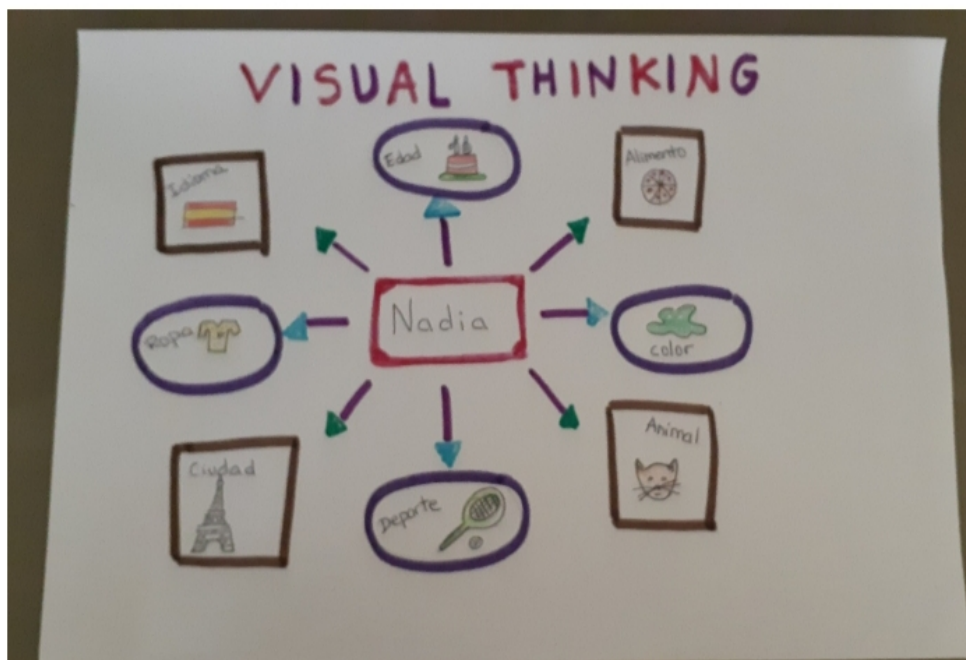 VISUAL THINKING
Idioma
Edad
Alimento
Ropa
Nadia
color
Ciudad
Deporte
Animal